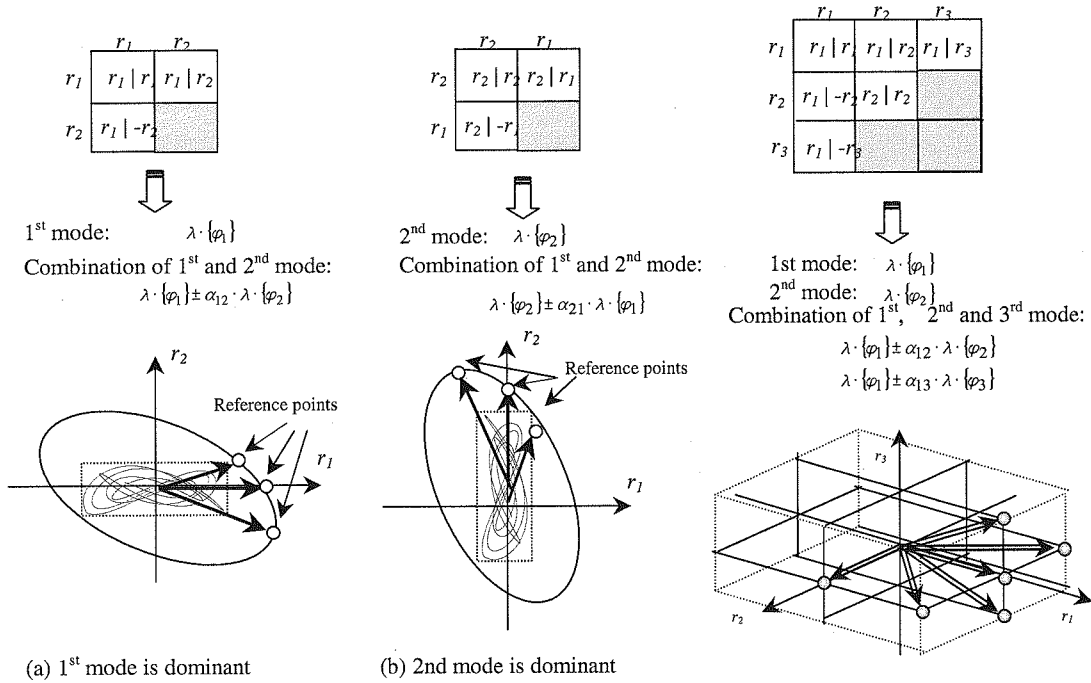 r1 r2
r1 r1 | r1 r1 | r2
r2 r1 | -r2
1st mode: λ·{φ1}
Combination of 1st and 2nd mode:
λ·{φ1}± α12·λ·{φ2}
r2
Reference points
r1
(a) 1st mode is dominant
r2 r1
r2 r2 | r2 r2 | r1
r1 r2 | -r1
2nd mode: λ·{φ2}
Combination of 1st and 2nd mode:
λ·{φ2}± α21·λ·{φ1}
r2
Reference points
r1
(b) 2nd mode is dominant
r1 r2 r3
r1 r1 | r1 r1 | r2 r1 | r3
r2 r1 | -r2 r2 | r2
r3 r1 | -r3
1st mode: λ·{φ1}
2nd mode: λ·{φ2}
Combination of 1st, 2nd and 3rd mode:
λ·{φ1}± α12·λ·{φ2}
λ·{φ1}± α13·λ·{φ3}
r3
r2
r1